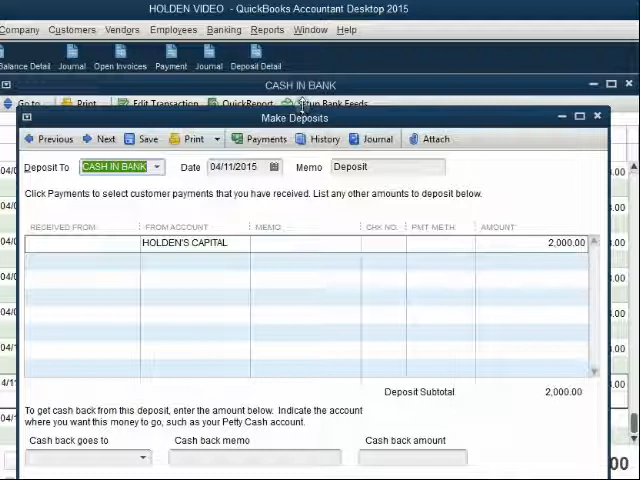 HOLDEN VIDEO - QuickBooks Accountant Desktop 2015
Company Customers Vendors Employees Banking Reports Window Help
Balance Detail Journal Open Invoices Payment Journal Deposit Detail
CASH IN BANK
Go to Print Edit Transaction QuickReport Setup Bank Feeds
Make Deposits
Previous Next Save Print Payments History Journal Attach
Deposit To CASH IN BANK Date 04/11/2015 Memo Deposit
Click Payments to select customer payments that you have received. List any other amounts to deposit below.
RECEIVED FROM FROM ACCOUNT MEMO CHK NO. PMT METH. AMOUNT
HOLDEN'S CAPITAL 2,000.00
Deposit Subtotal 2,000.00
To get cash back from this deposit, enter the amount below. Indicate the account
where you want this money to go, such as your Petty Cash account.
Cash back goes to Cash back memo Cash back amount